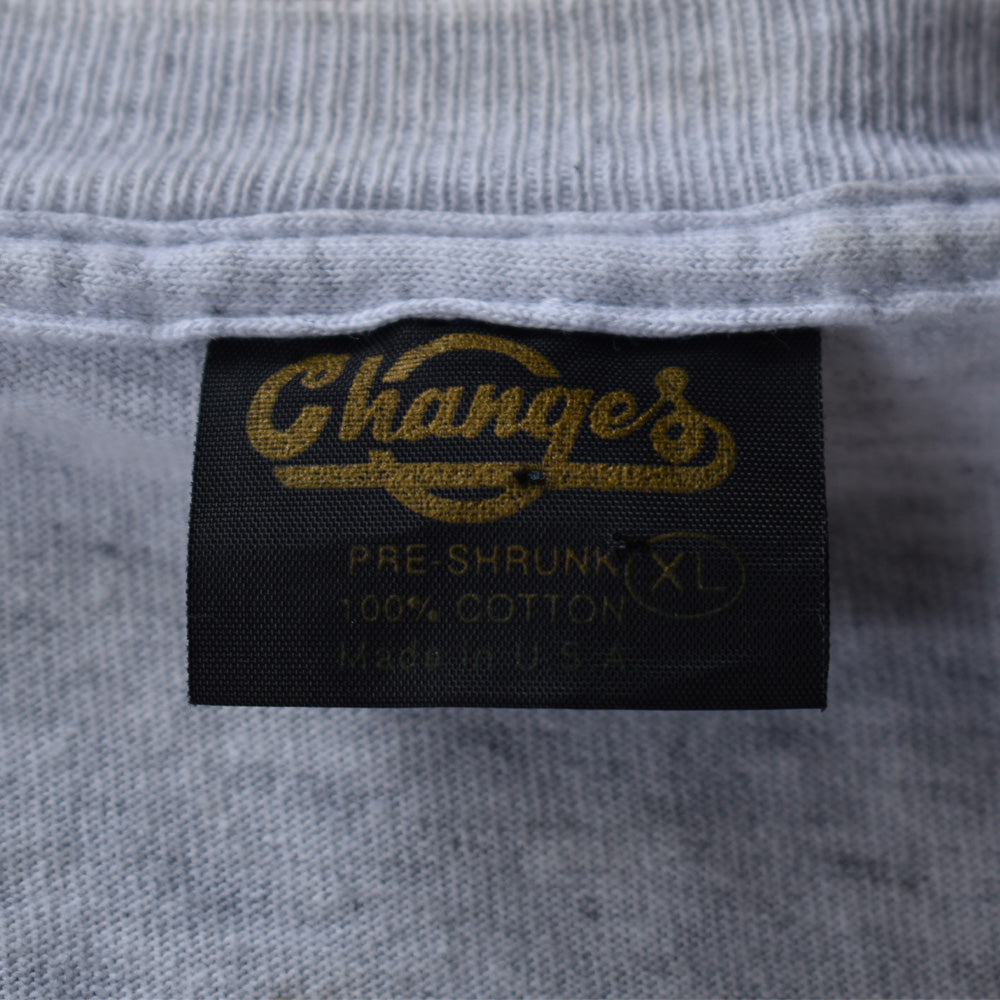 Changes
PRE-SHRUNK XL
100% COTTON
Made in U.S.A